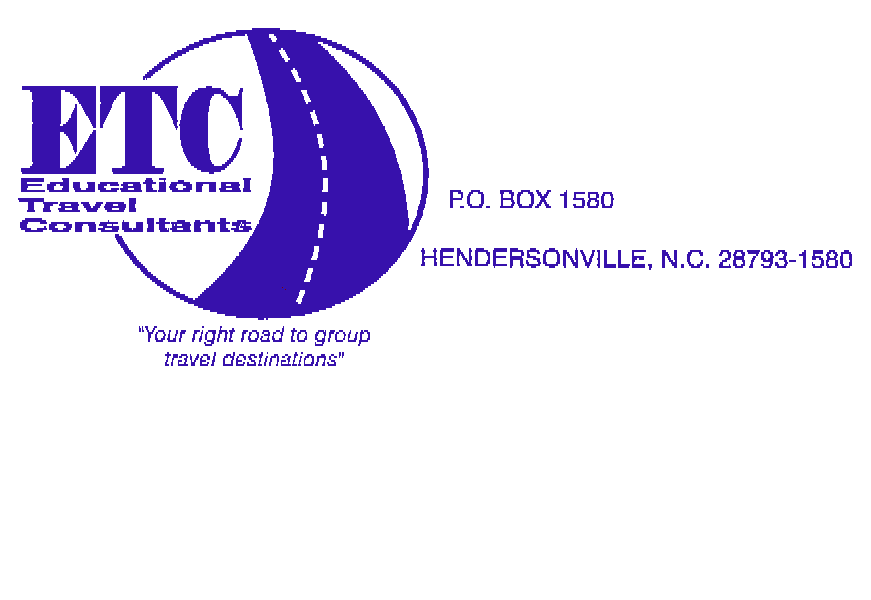 ETC
Educational
Travel
Consultants
P.O. BOX 1580
HENDERSONVILLE, N.C. 28793-1580
"Your right road to group
travel destinations"